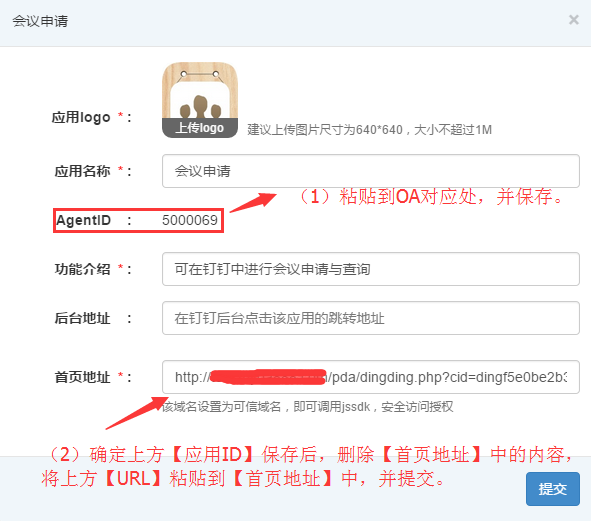 会议申请 ×
上传logo
应用logo *： 建议上传图片尺寸为640*640，大小不超过1M
应用名称 *： 会议申请
（1）粘贴到OA对应处，并保存。
AgentID ： 5000069
功能介绍 *： 可在钉钉中进行会议申请与查询
后台地址 ： 在钉钉后台点击该应用的跳转地址
首页地址 *： http:// /pda/dingding.php?cid=dingf5e0be2b3
该域名设置为可信域名，即可调用jssdk，安全访问授权
（2）确定上方【应用ID】保存后，删除【首页地址】中的内容，
将上方【URL】粘贴到【首页地址】中，并提交。
提交